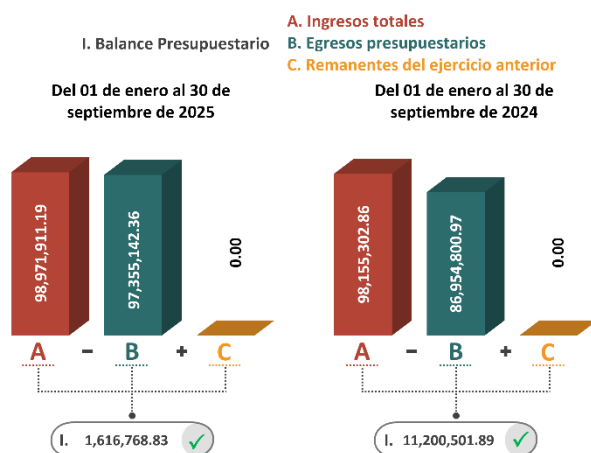 A. Ingresos totales
I. Balance Presupuestario
B. Egresos presupuestarios
C. Remanentes del ejercicio anterior
Del 01 de enero al 30 de
septiembre de 2025
98,971,911.19
97,355,142.36
0.00
A - B + C
I. 1,616,768.83
Del 01 de enero al 30 de
septiembre de 2024
98,155,302.86
86,954,800.97
0.00
A - B + C
I. 11,200,501.89